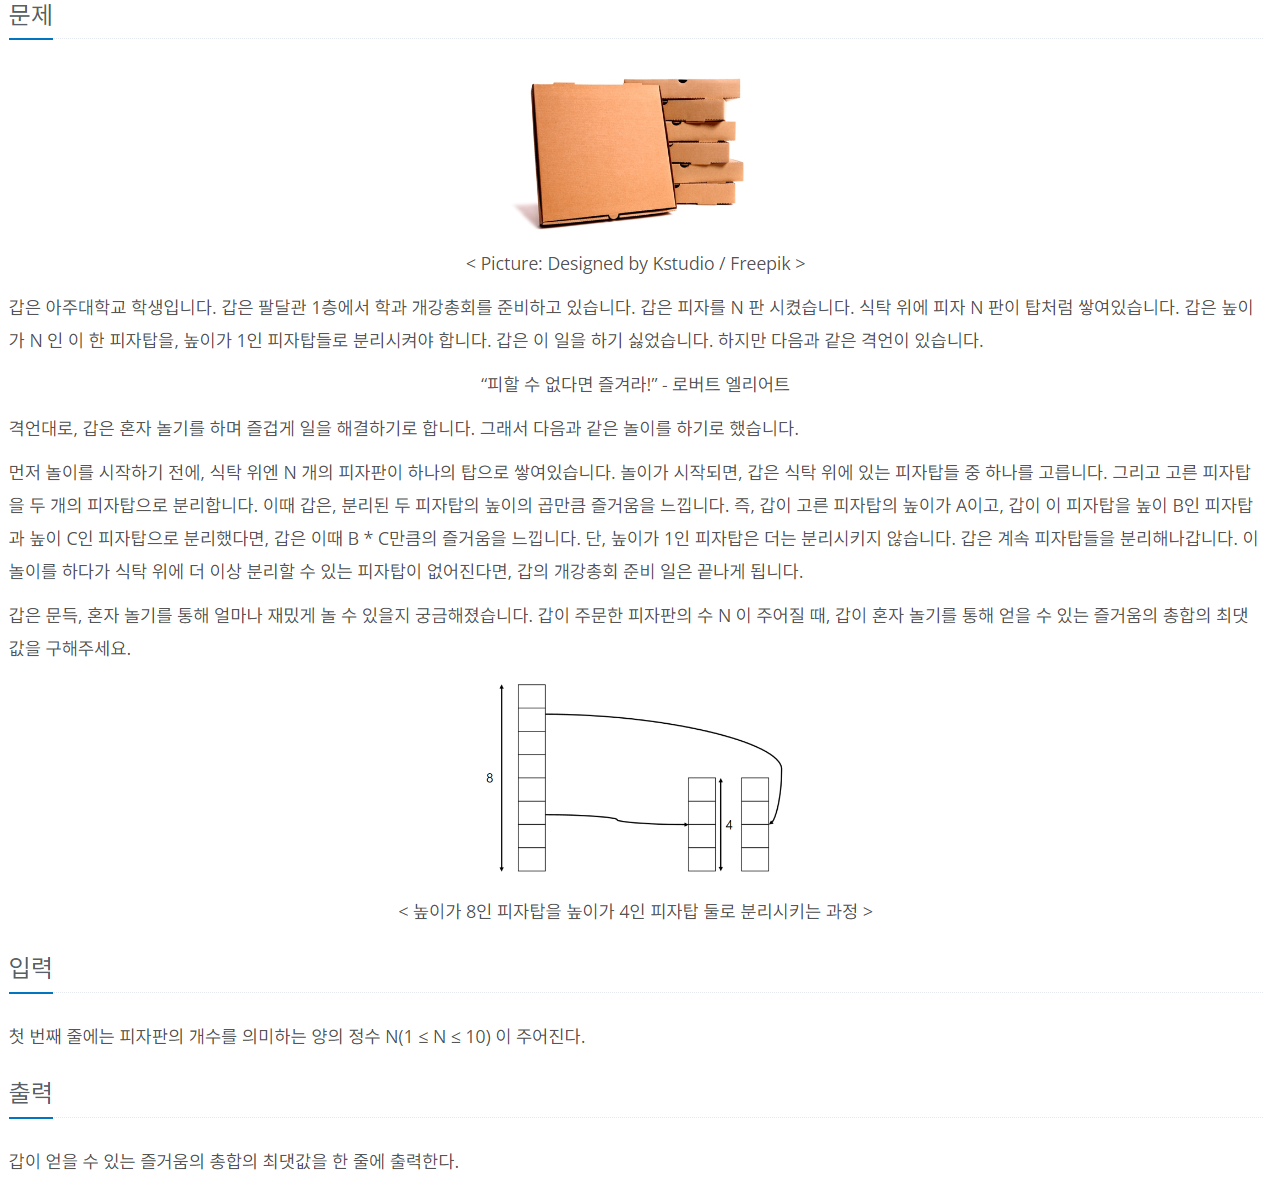 문제
< Picture: Designed by Kstudio / Freepik >
갑은 아주대학교 학생입니다. 갑은 팔달관 1층에서 학과 개강총회를 준비하고 있습니다. 갑은 피자를 N 판 시켰습니다. 식탁 위에 피자 N 판이 탑처럼 쌓여있습니다. 갑은 높이
가 N 인 이 한 피자탑을, 높이가 1인 피자탑들로 분리시켜야 합니다. 갑은 이 일을 하기 싫었습니다. 하지만 다음과 같은 격언이 있습니다.
“피할 수 없다면 즐겨라!” - 로버트 엘리어트
격언대로, 갑은 혼자 놀기를 하며 즐겁게 일을 해결하기로 합니다. 그래서 다음과 같은 놀이를 하기로 했습니다.
먼저 놀이를 시작하기 전에, 식탁 위엔 N 개의 피자판이 하나의 탑으로 쌓여있습니다. 놀이가 시작되면, 갑은 식탁 위에 있는 피자탑들 중 하나를 고릅니다. 그리고 고른 피자탑
을 두 개의 피자탑으로 분리합니다. 이때 갑은, 분리된 두 피자탑의 높이의 곱만큼 즐거움을 느낍니다. 즉, 갑이 고른 피자탑의 높이가 A이고, 갑이 이 피자탑을 높이 B인 피자탑
과 높이 C인 피자탑으로 분리했다면, 갑은 이때 B * C만큼의 즐거움을 느낍니다. 단, 높이가 1인 피자탑은 더는 분리시키지 않습니다. 갑은 계속 피자탑들을 분리해나갑니다. 이
놀이를 하다가 식탁 위에 더 이상 분리할 수 있는 피자탑이 없어진다면, 갑의 개강총회 준비 일은 끝나게 됩니다.
갑은 문득, 혼자 놀기를 통해 얼마나 재밌게 놀 수 있을지 궁금해졌습니다. 갑이 주문한 피자판의 수 N 이 주어질 때, 갑이 혼자 놀기를 통해 얻을 수 있는 즐거움의 총합의 최댓
값을 구해주세요.
8
4
< 높이가 8인 피자탑을 높이가 4인 피자탑 둘로 분리시키는 과정 >
입력
첫 번째 줄에는 피자판의 개수를 의미하는 양의 정수 N(1 ≤ N ≤ 10) 이 주어진다.
출력
갑이 얻을 수 있는 즐거움의 총합의 최댓값을 한 줄에 출력한다.